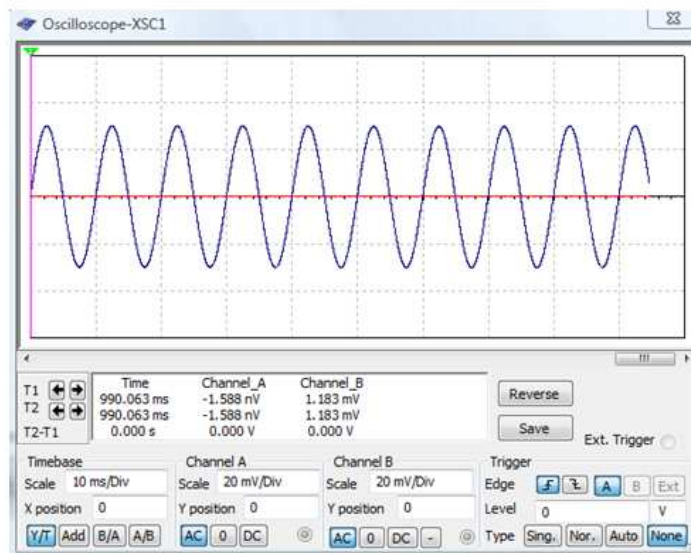 Oscilloscope-XSC1
T1
T2
T2-T1
Time Channel_A Channel_B
990.063 ms -1.588 nV 1.183 mV
990.063 ms -1.588 nV 1.183 mV
0.000 s 0.000 V 0.000 V
Reverse
Save
Ext. Trigger
Timebase
Scale 10 ms/Div
X position 0
Y/T Add B/A A/B
Channel A
Scale 20 mV/Div
Y position 0
AC 0 DC
Channel B
Scale 20 mV/Div
Y position 0
AC 0 DC -
Trigger
Edge A B Ext
Level 0 V
Type Sing. Nor. Auto None